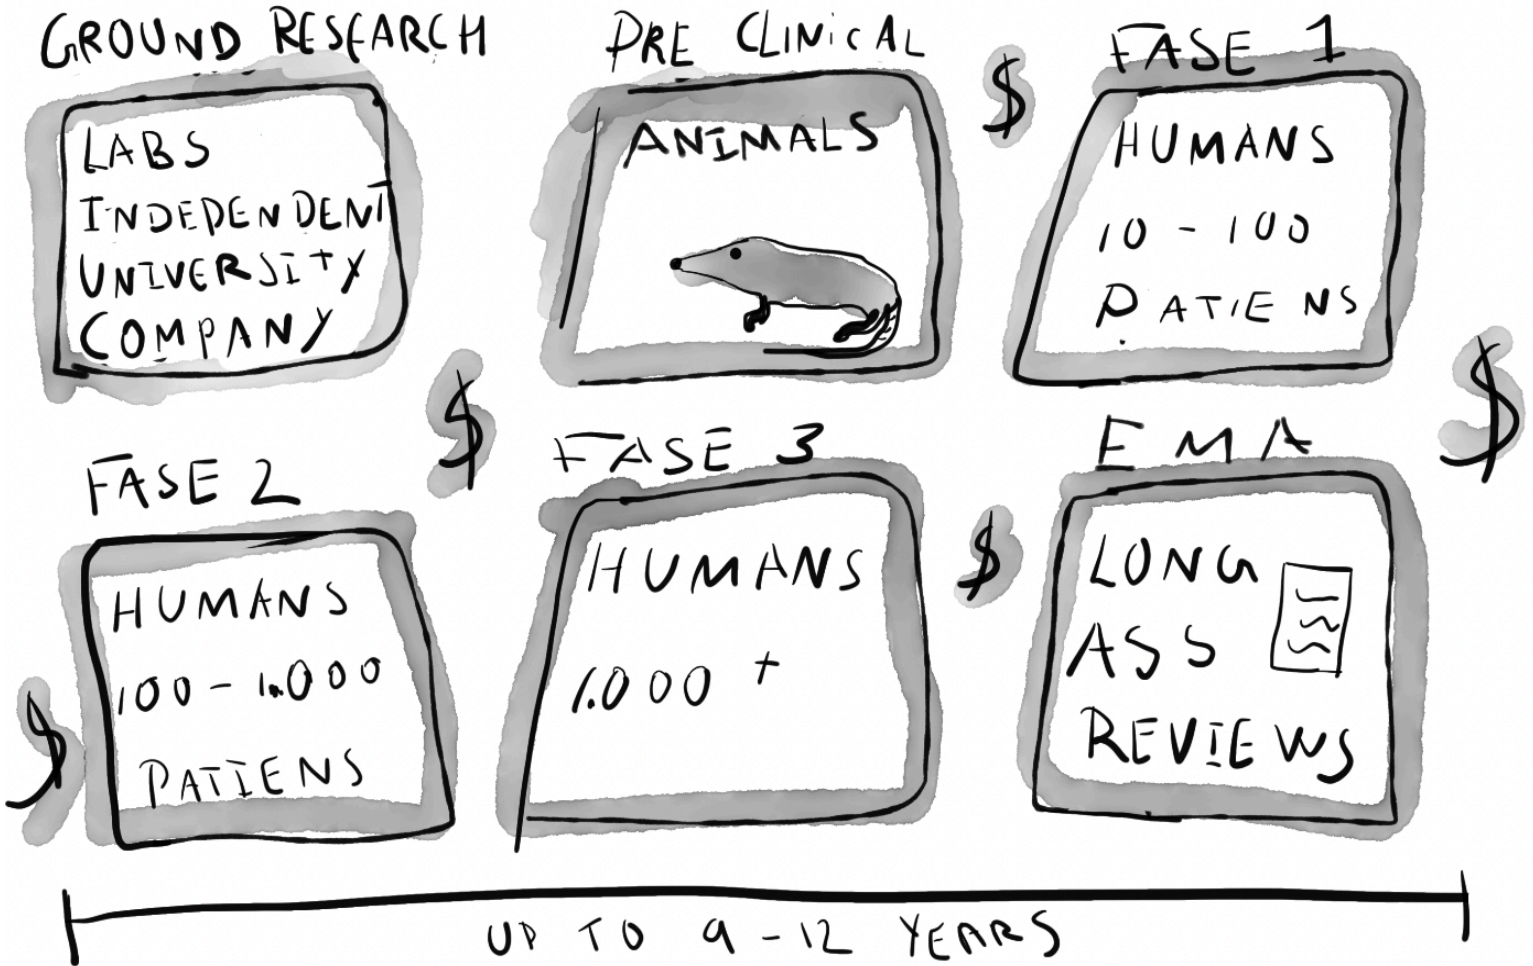 GROUND RESEARCH
LABS
INDEPENDENT
UNIVERSITY
COMPANY
PRE CLINICAL
ANIMALS
$
FASE 1
HUMANS
10 - 100
PATIENS
$
$
FASE 2
HUMANS
100 - 1.000
PATIENS
$
FASE 3
HUMANS
1.000 +
$
EMA
LONG
ASS
REVIEWS
UP TO 9-12 YEARS